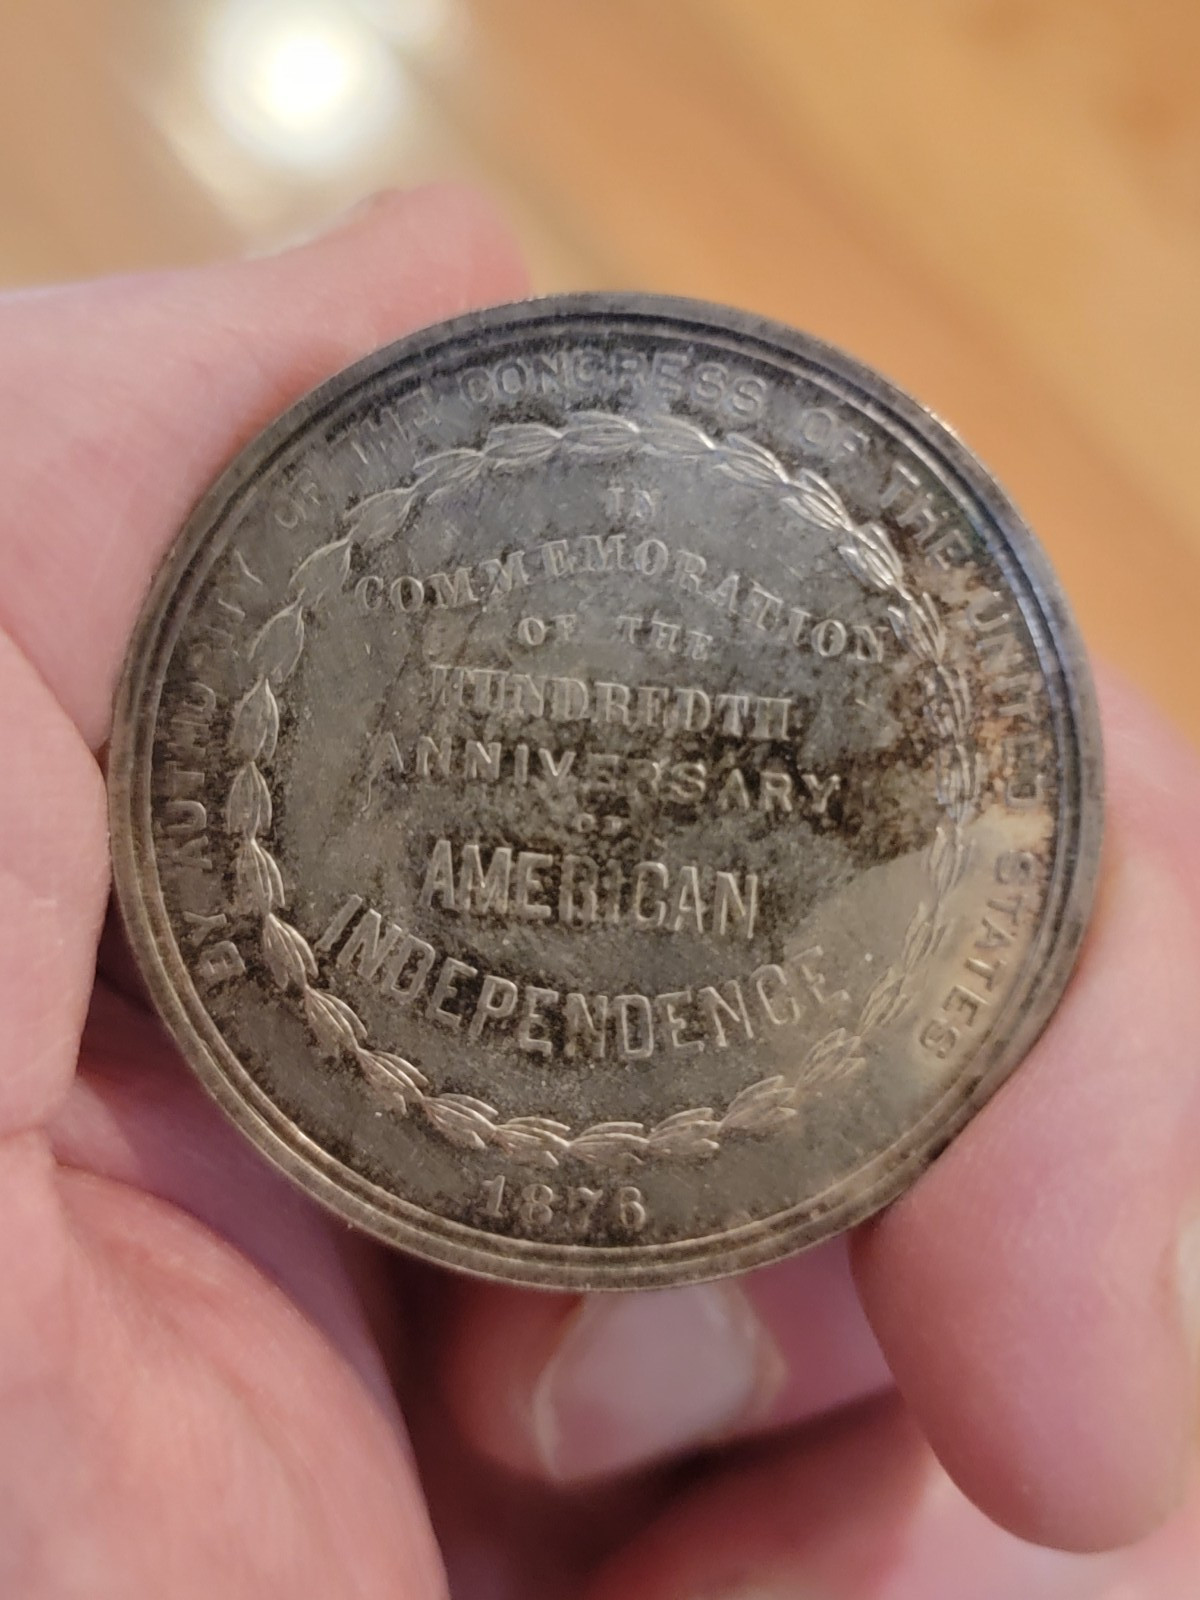 BY AUTHORITY OF THE CONGRESS OF THE UNITED STATES
IN
COMMEMORATION
OF THE
HUNDREDTH
ANNIVERSARY
OF
AMERICAN
INDEPENDENCE
1876